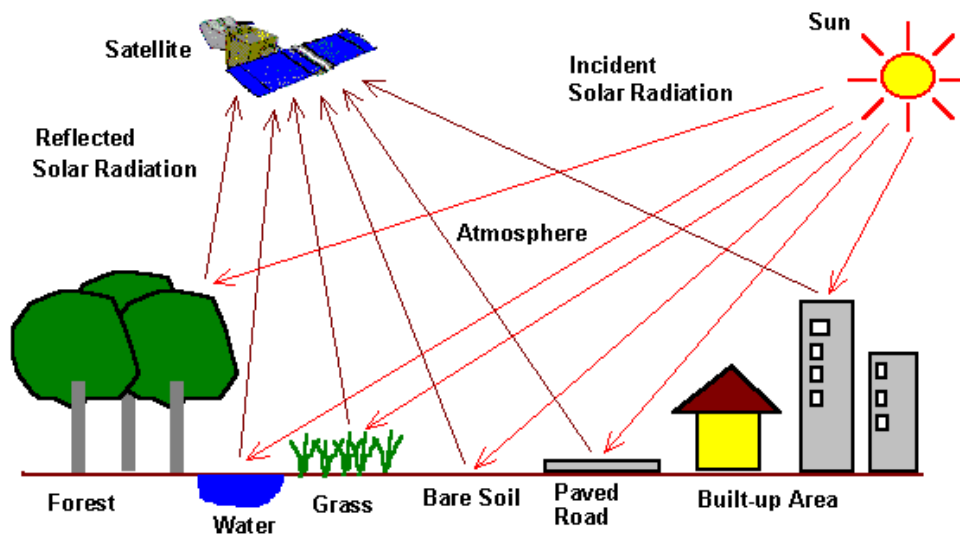 Sun
Satellite
Incident
Solar Radiation
Reflected
Solar Radiation
Atmosphere
Forest
Water
Grass
Bare Soil
Paved
Road
Built-up Area